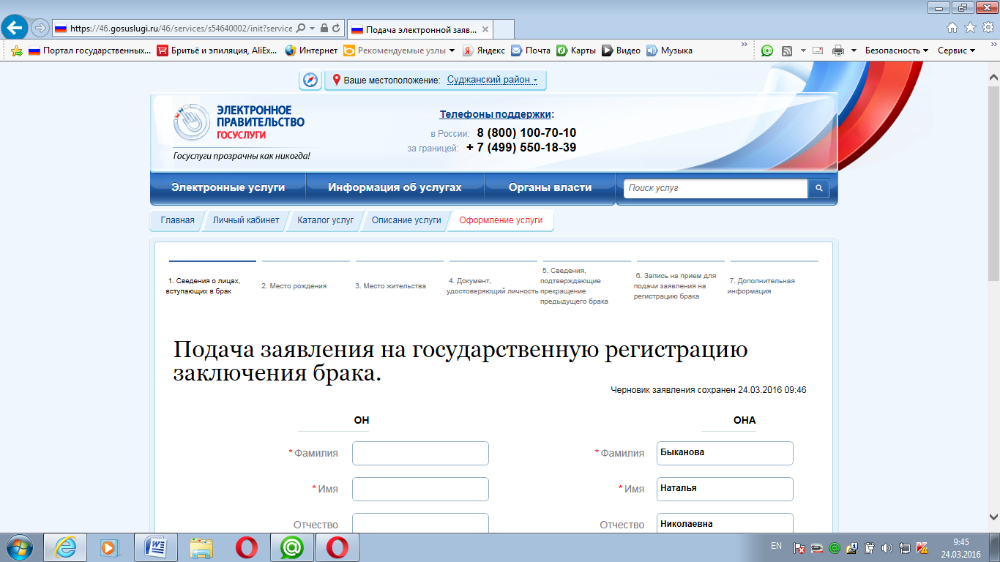 https://46.gosuslugi.ru/46/services/s54640002/init?service
Подача электронной заяв...
Портал государственных... Бритьё и эпиляция, AliEx... Интернет Рекомендуемые узлы Яндекс Почта Карты Видео Музыка » Безопасность Сервис »
Ваше местоположение: Суджанский район
ЭЛЕКТРОННОЕ
ПРАВИТЕЛЬСТВО
ГОСУСЛУГИ
Госуслуги прозрачны как никогда!
Телефоны поддержки:
в России: 8 (800) 100-70-10
за границей: + 7 (499) 550-18-39
Электронные услуги Информация об услугах Органы власти Поиск услуг
Главная Личный кабинет Каталог услуг Описание услуги Оформление услуги
1. Сведения о лицах,
вступающих в брак
2. Место рождения
3. Место жительства
4. Документ,
удостоверяющий личность
5. Сведения,
подтверждающие
прекращение
предыдущего брака
6. Запись на прием для
подачи заявления на
регистрацию брака
7. Дополнительная
информация
Подача заявления на государственную регистрацию
заключения брака.
Черновик заявления сохранен 24.03.2016 09:46
ОН ОНА
* Фамилия * Фамилия Быканова
* Имя * Имя Наталья
Отчество Отчество Николаевна
EN 9:45
24.03.2016